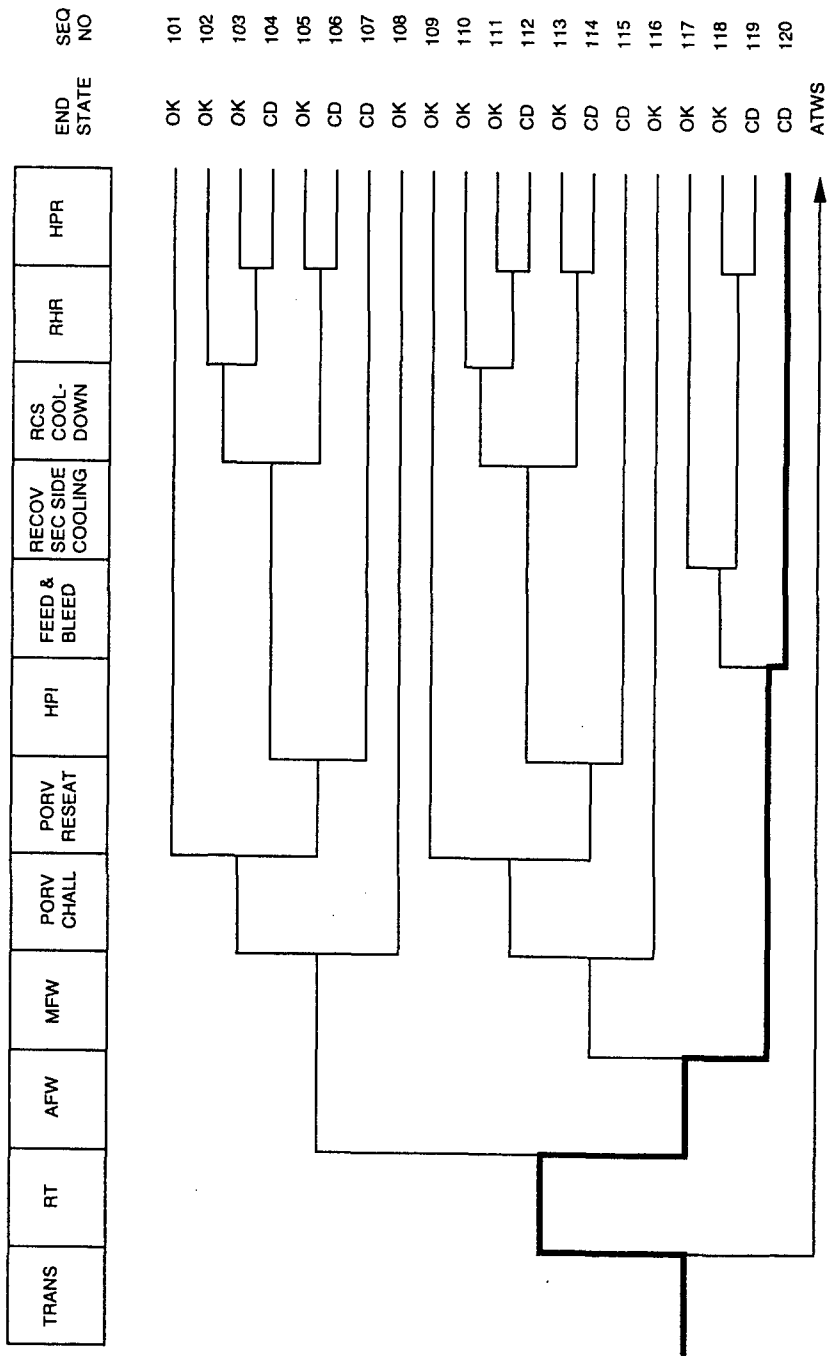 TRANS
RT
AFW
MFW
PORV
CHALL
PORV
RESEAT
HPI
FEED &
BLEED
RECOV
SEC SIDE
COOLING
RCS
COOL-
DOWN
RHR
HPR
END
STATE
SEQ
NO
OK 101
OK 102
OK 103
CD 104
OK 105
CD 106
CD 107
OK 108
OK 109
OK 110
OK 111
CD 112
OK 113
CD 114
CD 115
OK 116
OK 117
OK 118
CD 119
CD 120
ATWS